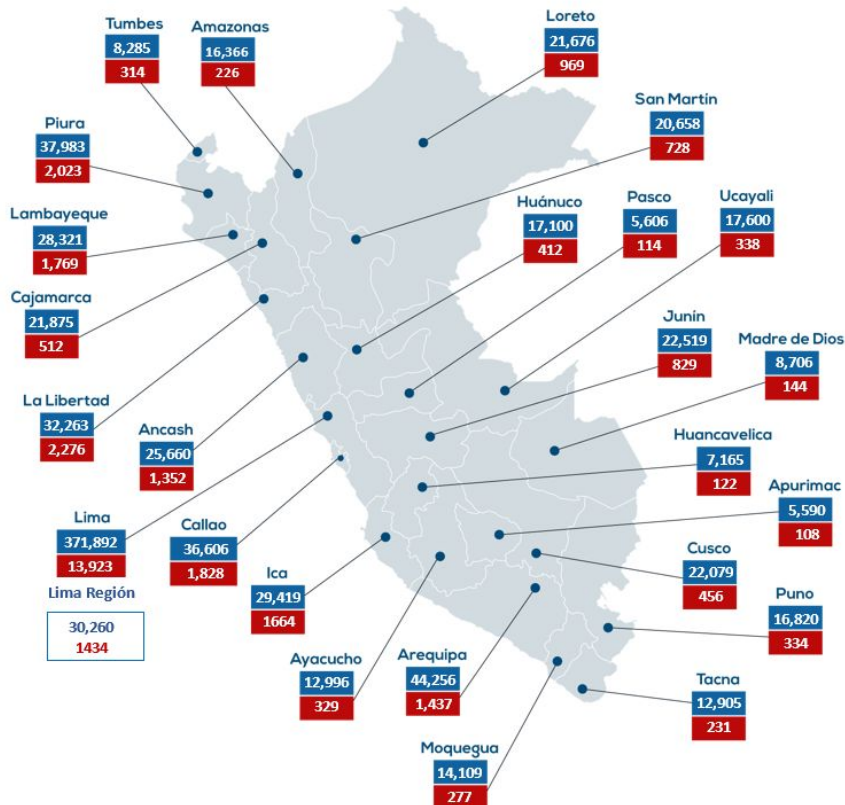 Tumbes
8,285
314
Amazonas
16,366
226
Loreto
21,676
969
San Martín
20,658
728
Piura
37,983
2,023
Huánuco
17,100
412
Pasco
5,606
114
Ucayali
17,600
338
Lambayeque
28,321
1,769
Cajamarca
21,875
512
Junín
22,519
829
Madre de Dios
8,706
144
La Libertad
32,263
2,276
Ancash
25,660
1,352
Huancavelica
7,165
122
Apurimac
5,590
108
Lima
371,892
13,923
Callao
36,606
1,828
Ica
29,419
1664
Cusco
22,079
456
Lima Región
30,260
1434
Puno
16,820
334
Ayacucho
12,996
329
Arequipa
44,256
1,437
Tacna
12,905
231
Moquegua
14,109
277